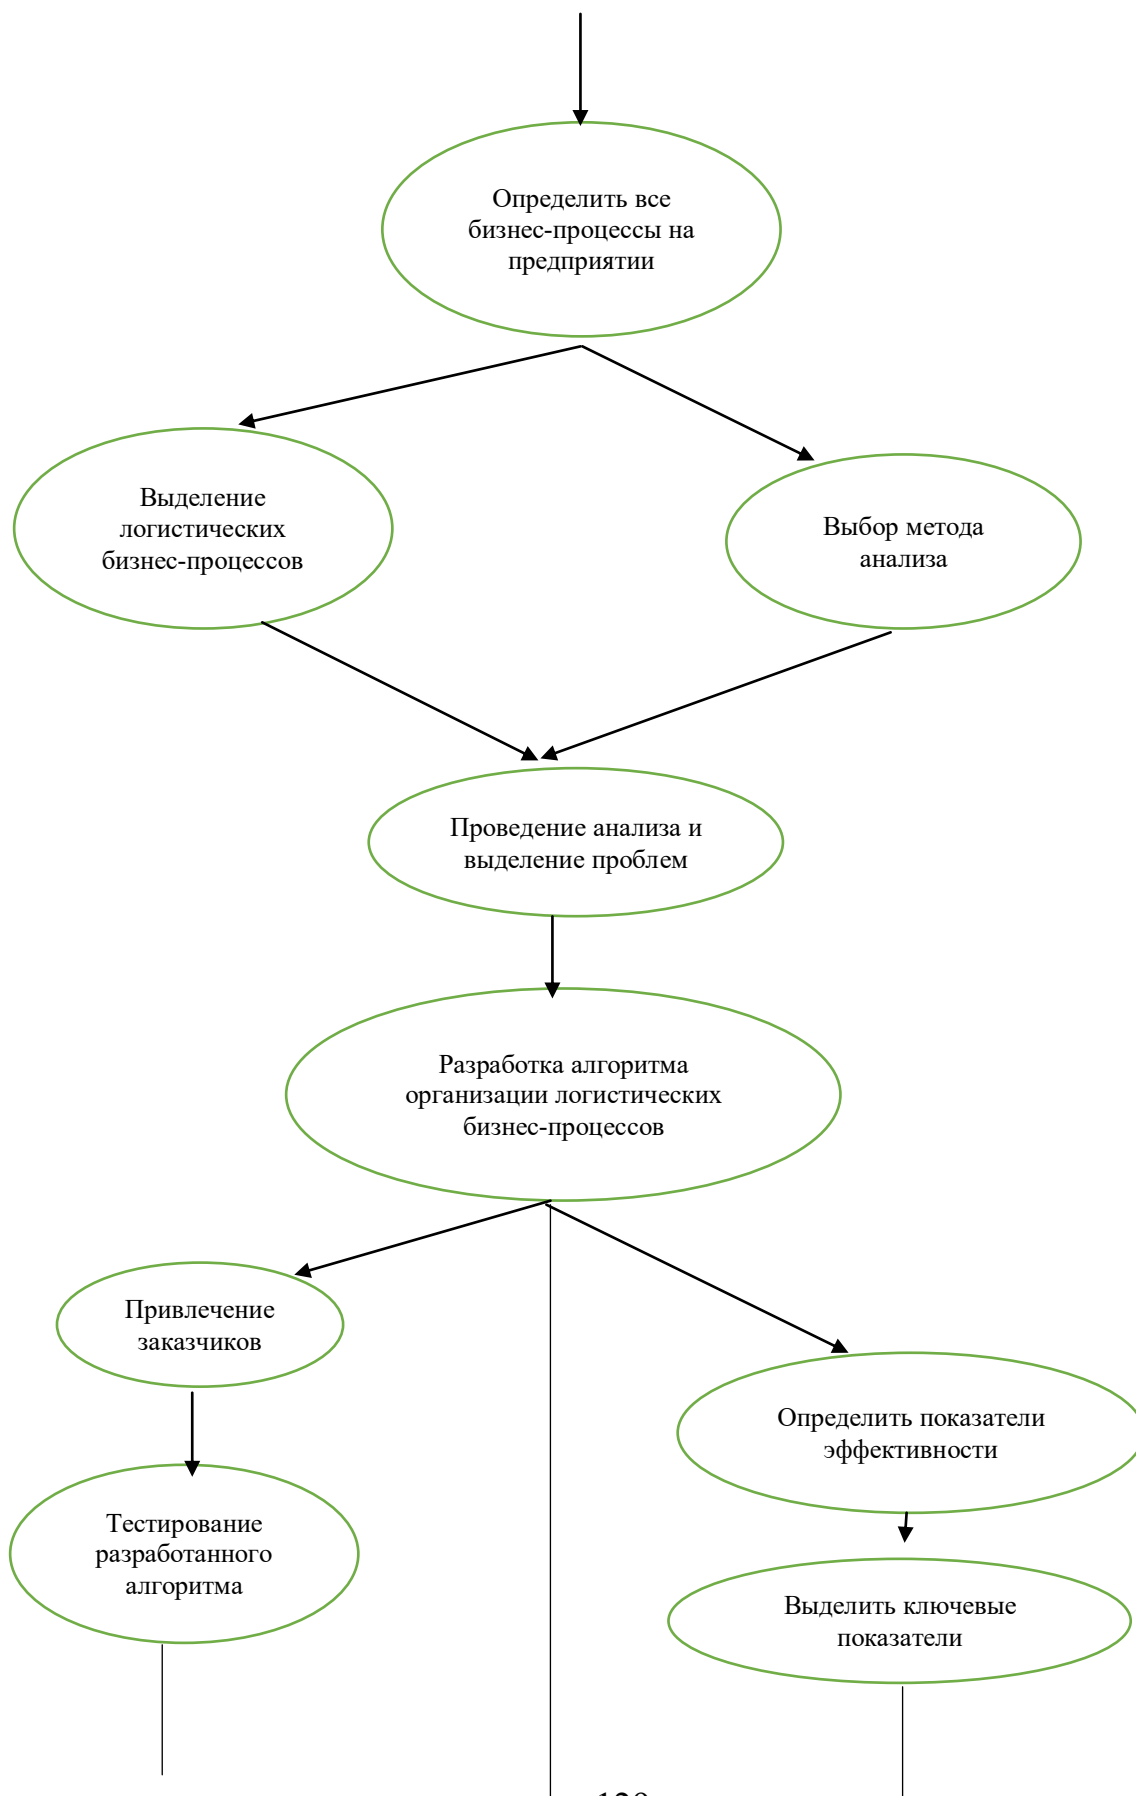 Определить все
бизнес-процессы на
предприятии
Выделение
логистических
бизнес-процессов
Выбор метода
анализа
Проведение анализа и
выделение проблем
Разработка алгоритма
организации логистических
бизнес-процессов
Привлечение
заказчиков
Определить показатели
эффективности
Тестирование
разработанного
алгоритма
Выделить ключевые
показатели